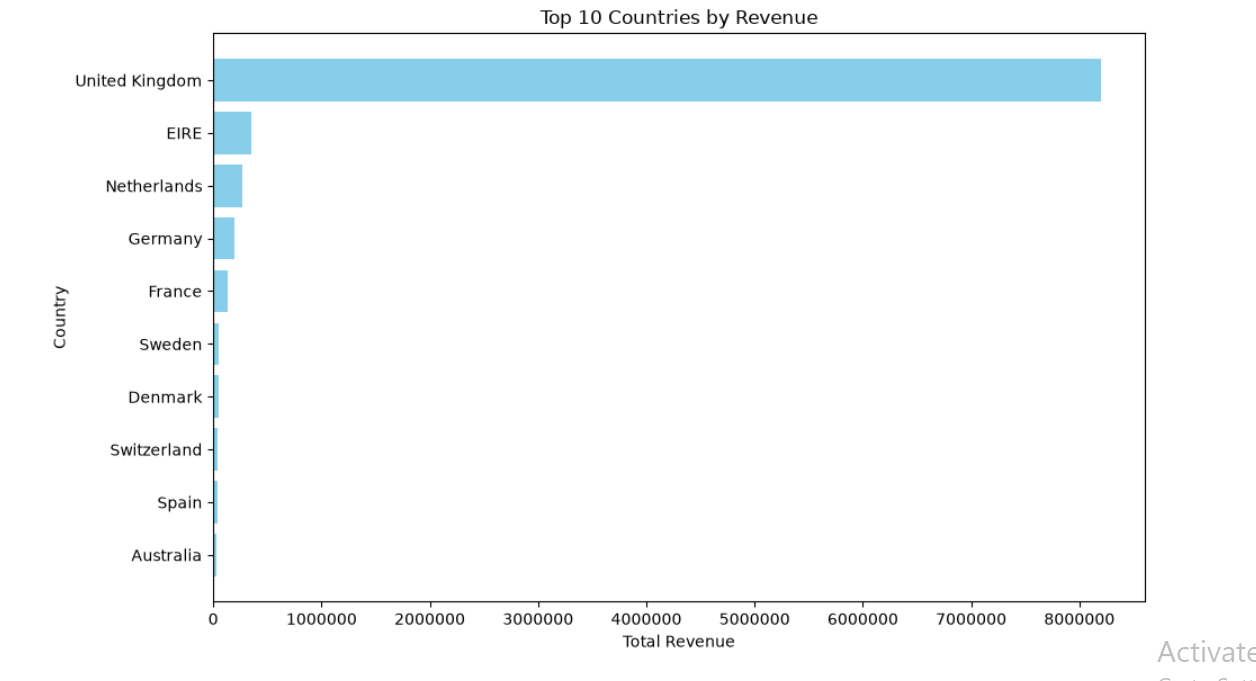 Top 10 Countries by Revenue
United Kingdom
EIRE
Netherlands
Germany
France
Sweden
Denmark
Switzerland
Spain
Australia
Country
0 1000000 2000000 3000000 4000000 5000000 6000000 7000000 8000000
Total Revenue
Activate